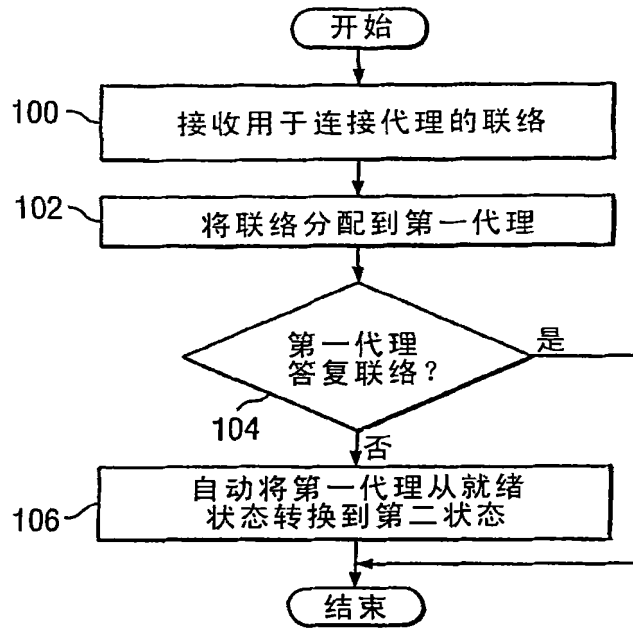 开始
100
接收用于连接代理的联络
102
将联络分配到第一代理
第一代理
答复联络？
是
104
否
自动将第一代理从就绪
状态转换到第二状态
106
结束